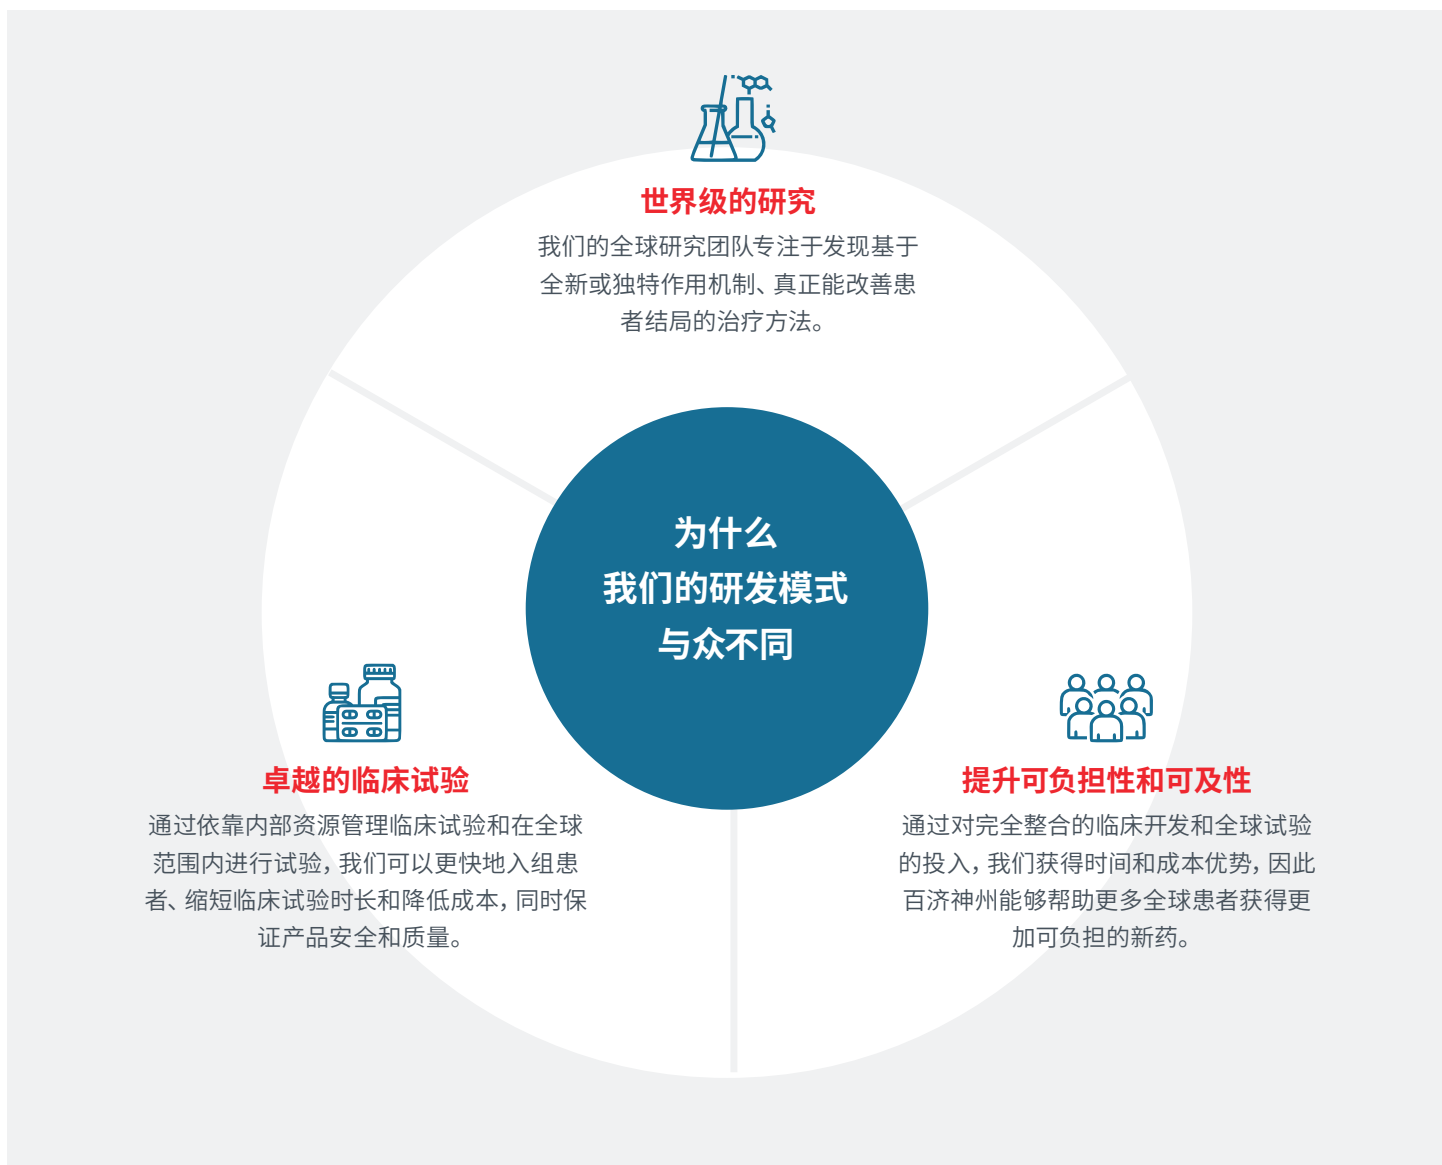 世界级的研究
我们的全球研究团队专注于发现基于
全新或独特作用机制、真正能改善患
者结局的治疗方法。
为什么
我们的研发模式
与众不同
卓越的临床试验
通过依靠内部资源管理临床试验和在全球
范围内进行试验，我们可以更快地入组患
者、缩短临床试验时长和降低成本，同时保
证产品安全和质量。
提升可负担性和可及性
通过对完全整合的临床开发和全球试验
的投入，我们获得时间和成本优势，因此
百济神州能够帮助更多全球患者获得更
加可负担的新药。